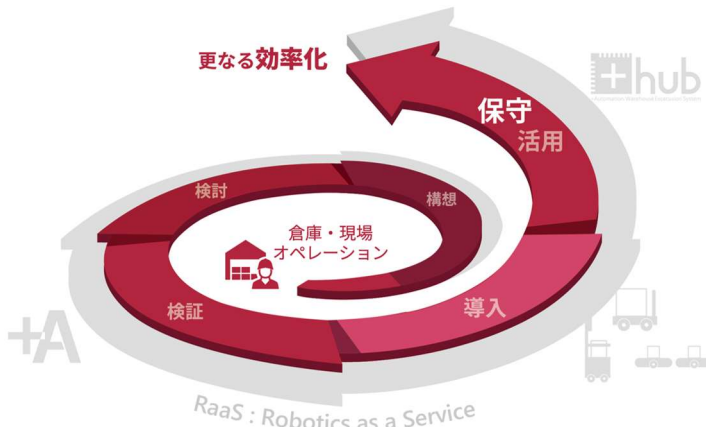 更なる効率化
+hub
保守
活用
検討
構想
倉庫・現場
オペレーション
検証
導入
+A
RaaS : Robotics as a Service